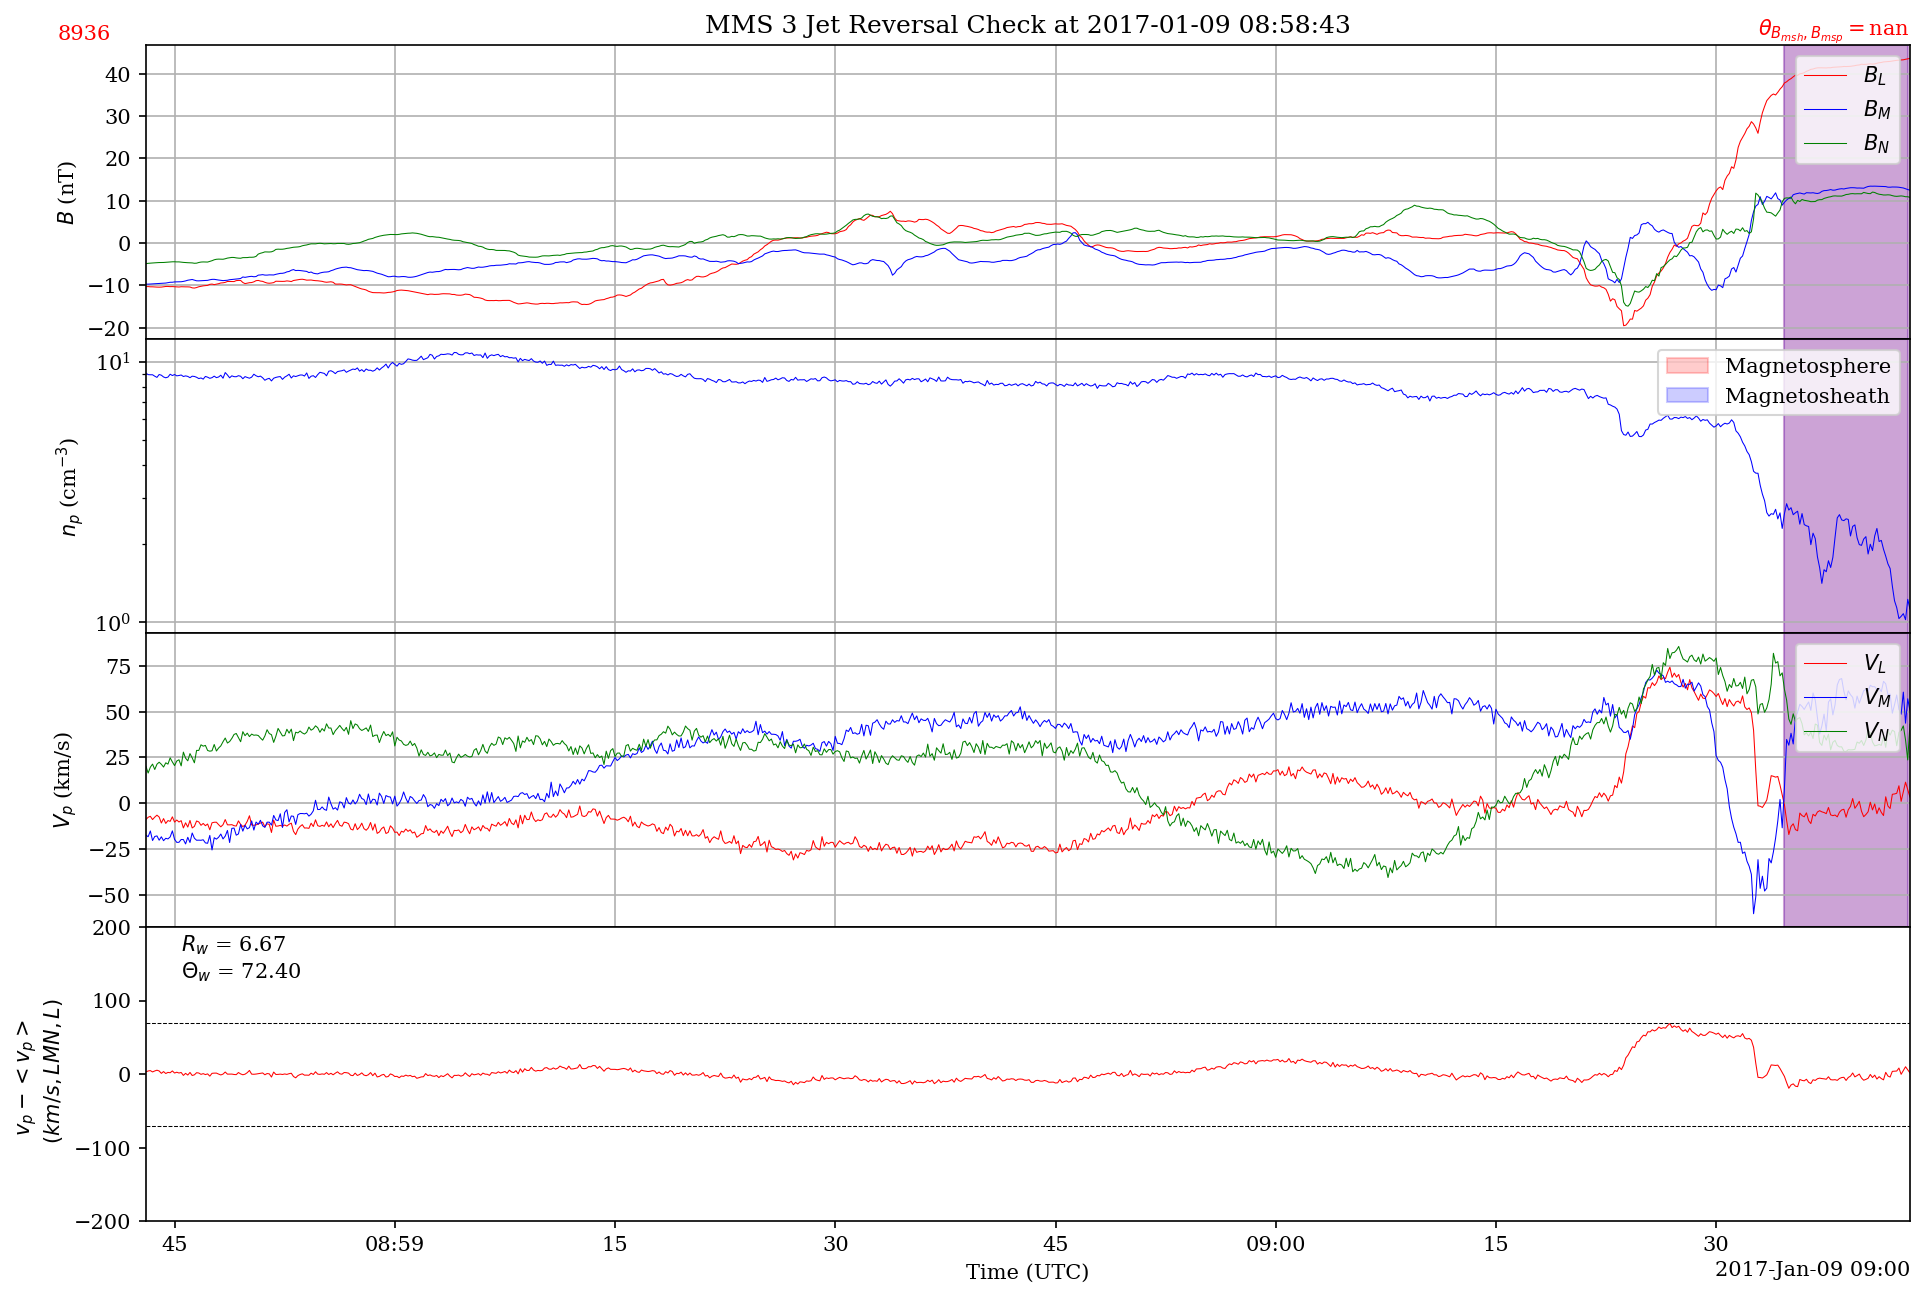 8936
MMS 3 Jet Reversal Check at 2017-01-09 08:58:43
θ_{B_{msh}, B_{msp}} = nan
B (nT)
40
30
20
10
0
−10
−20
B_L
B_M
B_N
n_p (cm^{−3})
10^1
10^0
Magnetosphere
Magnetosheath
V_p (km/s)
75
50
25
0
−25
−50
V_L
V_M
V_N
v_p − < v_p >
(km/s, LMN, L)
200
100
0
−100
−200
R_w = 6.67
Θ_w = 72.40
45
08:59
15
30
45
09:00
15
30
Time (UTC)
2017-Jan-09 09:00